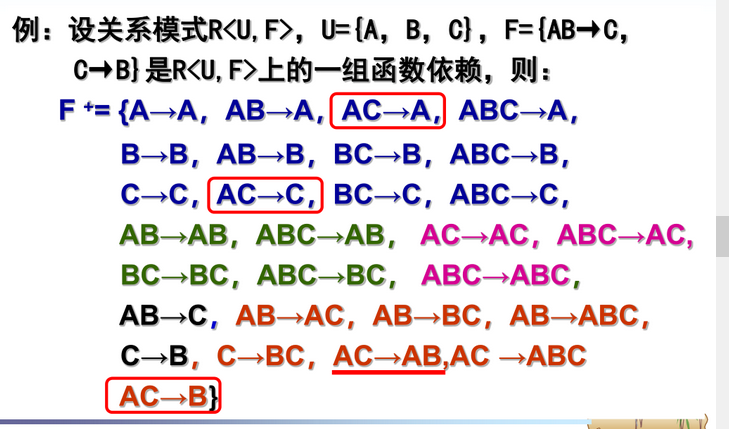 例：设关系模式R<U,F>，U={A，B，C}，F={AB→C，
C→B}是R<U,F>上的一组函数依赖，则：
F += {A→A，AB→A，AC→A，ABC→A，
B→B，AB→B，BC→B，ABC→B，
C→C，AC→C，BC→C，ABC→C，
AB→AB，ABC→AB，AC→AC，ABC→AC,
BC→BC，ABC→BC，ABC→ABC，
AB→C，AB→AC，AB→BC，AB→ABC，
C→B，C→BC，AC→AB,AC →ABC
AC→B}